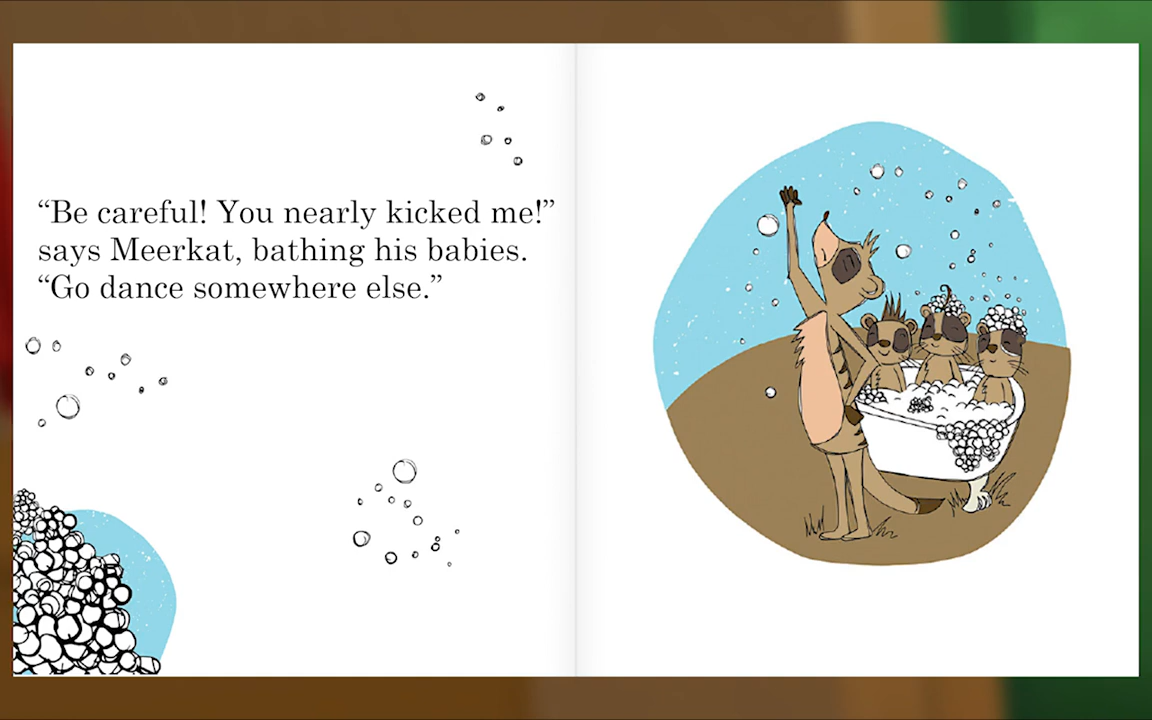 “Be careful! You nearly kicked me!”
says Meerkat, bathing his babies.
“Go dance somewhere else.”